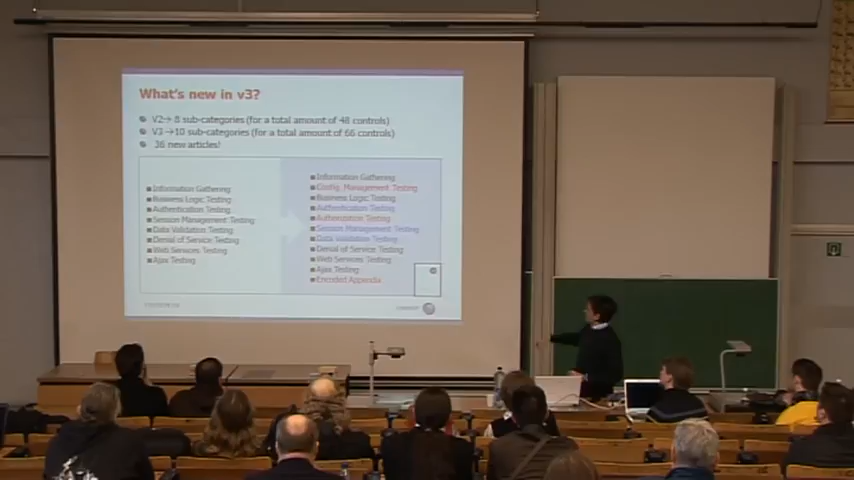 What's new in v3?
V2→ 8 sub-categories (for a total amount of 48 controls)
V3 →10 sub-categories (for a total amount of 66 controls)
36 new articles!
Information Gathering
Business Logic Testing
Authentication Testing
Session Management Testing
Data Validation Testing
Denial of Service Testing
Web Services Testing
Ajax Testing
Information Gathering
Config. Management Testing
Business Logic Testing
Authentication Testing
Authorization Testing
Session Management Testing
Data Validation Testing
Denial of Service Testing
Web Services Testing
Ajax Testing
Encoded Appendix